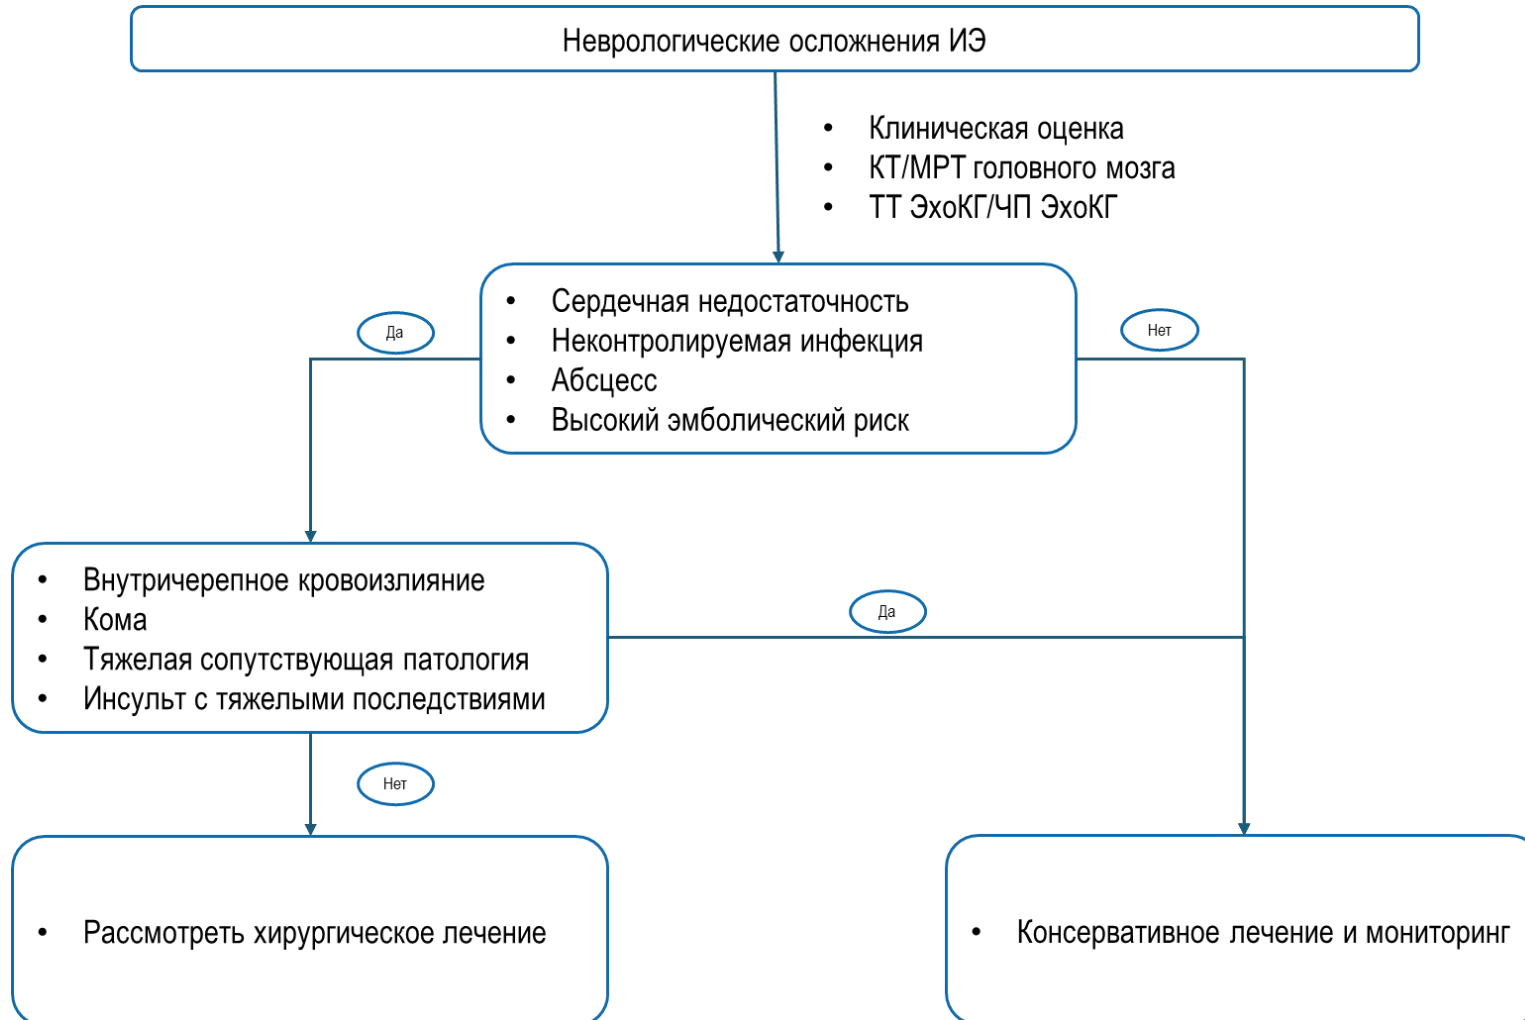 Неврологические осложнения ИЭ
• Клиническая оценка
• КТ/МРТ головного мозга
• ТТ ЭхоКГ/ЧП ЭхоКГ
• Сердечная недостаточность
• Неконтролируемая инфекция
• Абсцесс
• Высокий эмболический риск
Да
Нет
• Внутричерепное кровоизлияние
• Кома
• Тяжелая сопутствующая патология
• Инсульт с тяжелыми последствиями
Да
Нет
• Рассмотреть хирургическое лечение
• Консервативное лечение и мониторинг